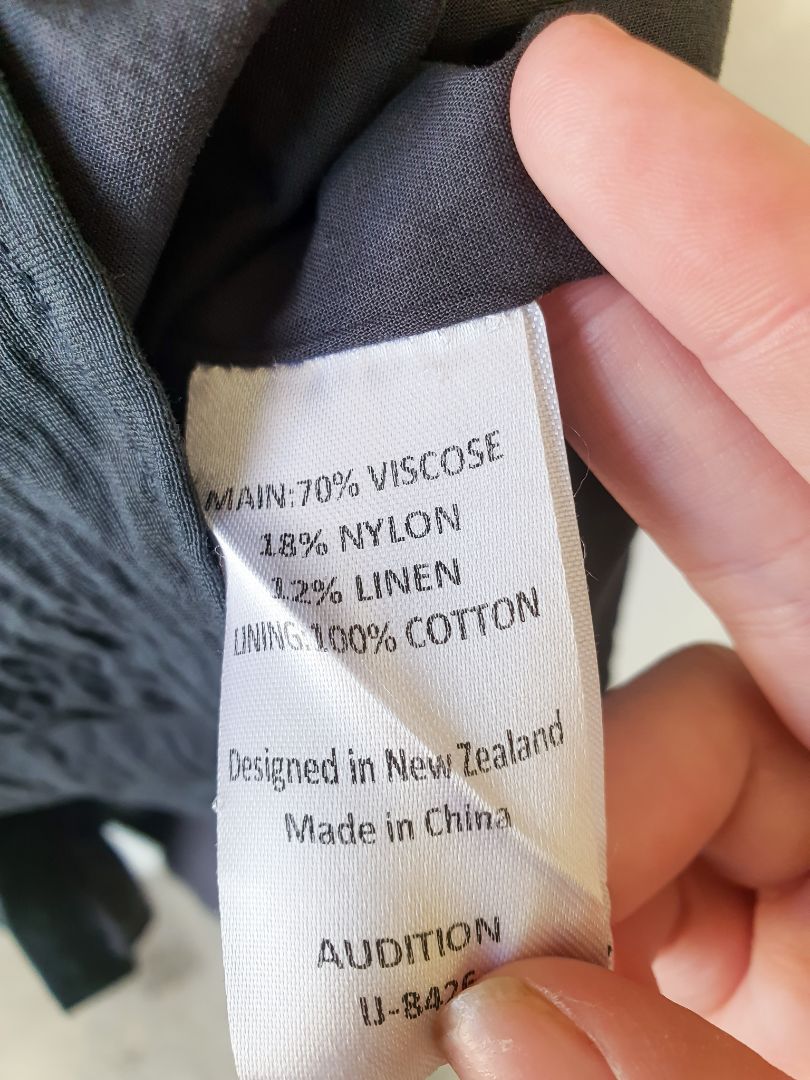 MAIN:70% VISCOSE
18% NYLON
12% LINEN
LINING:100% COTTON
Designed in New Zealand
Made in China
AUDITION